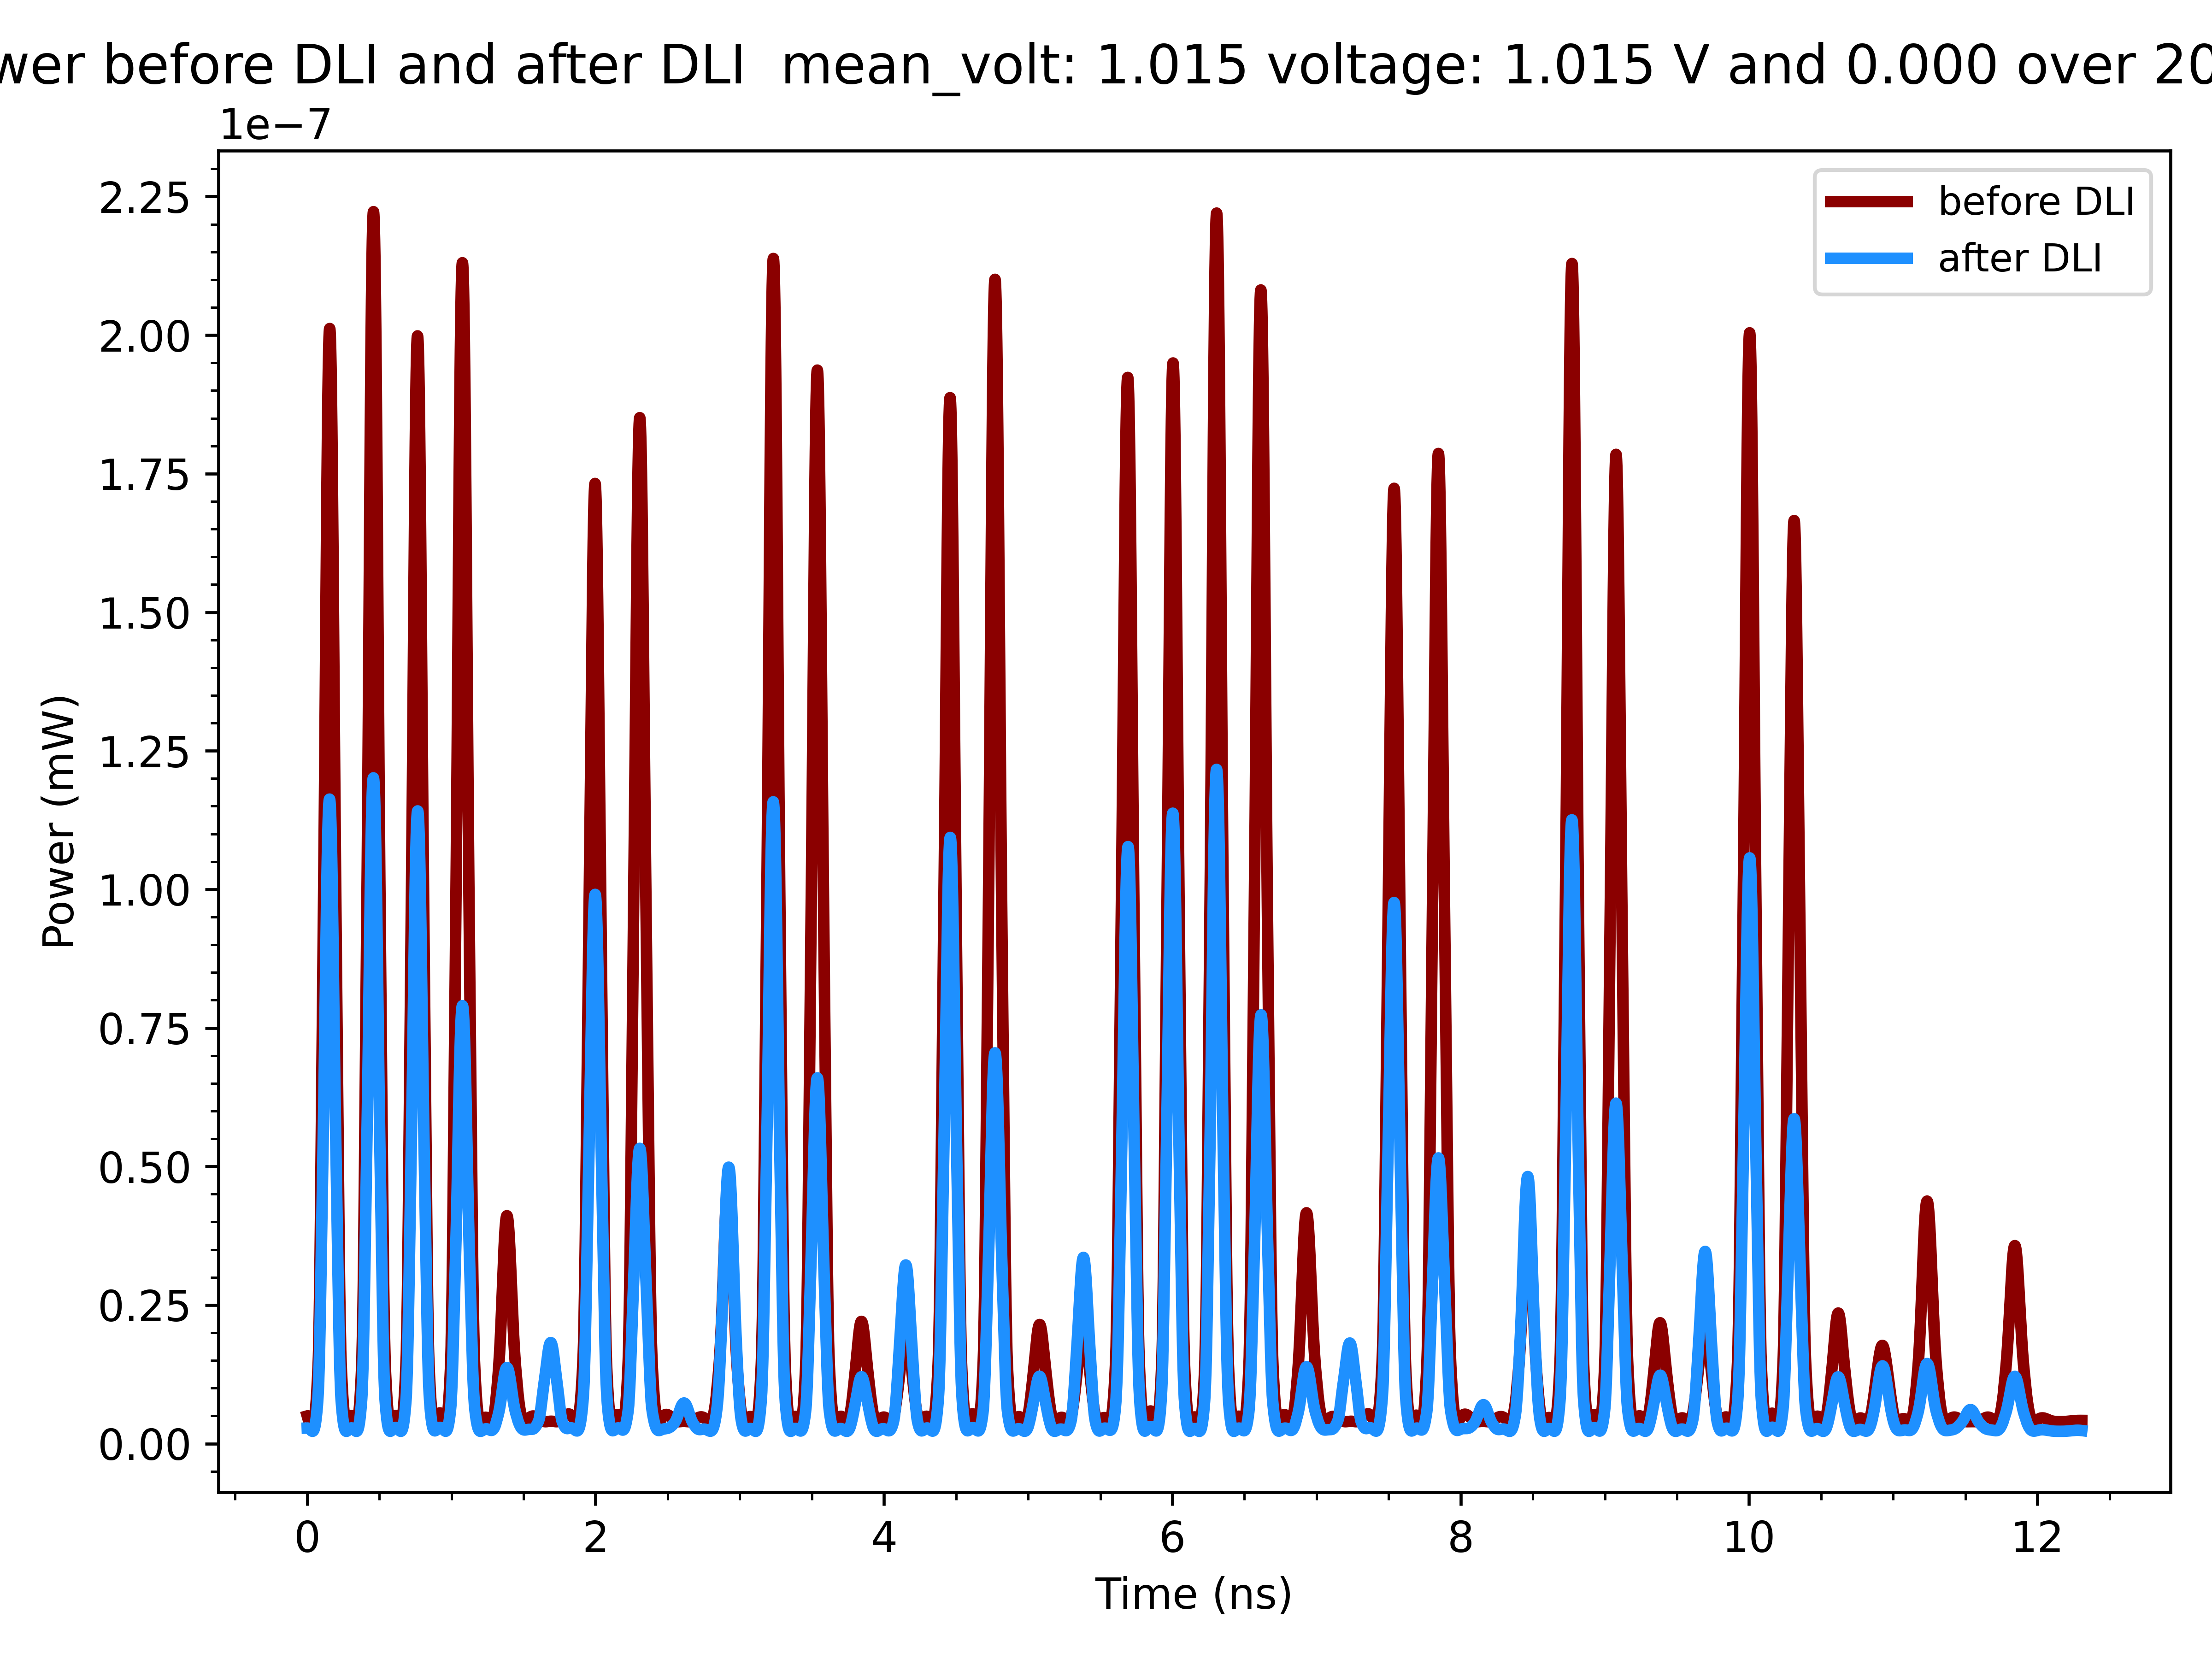 wer before DLI and after DLI  mean_volt: 1.015 voltage: 1.015 V and 0.000 over 20
1e−7
before DLI
after DLI
2.25
2.00
1.75
1.50
1.25
1.00
0.75
0.50
0.25
0.00
Power (mW)
0 2 4 6 8 10 12
Time (ns)